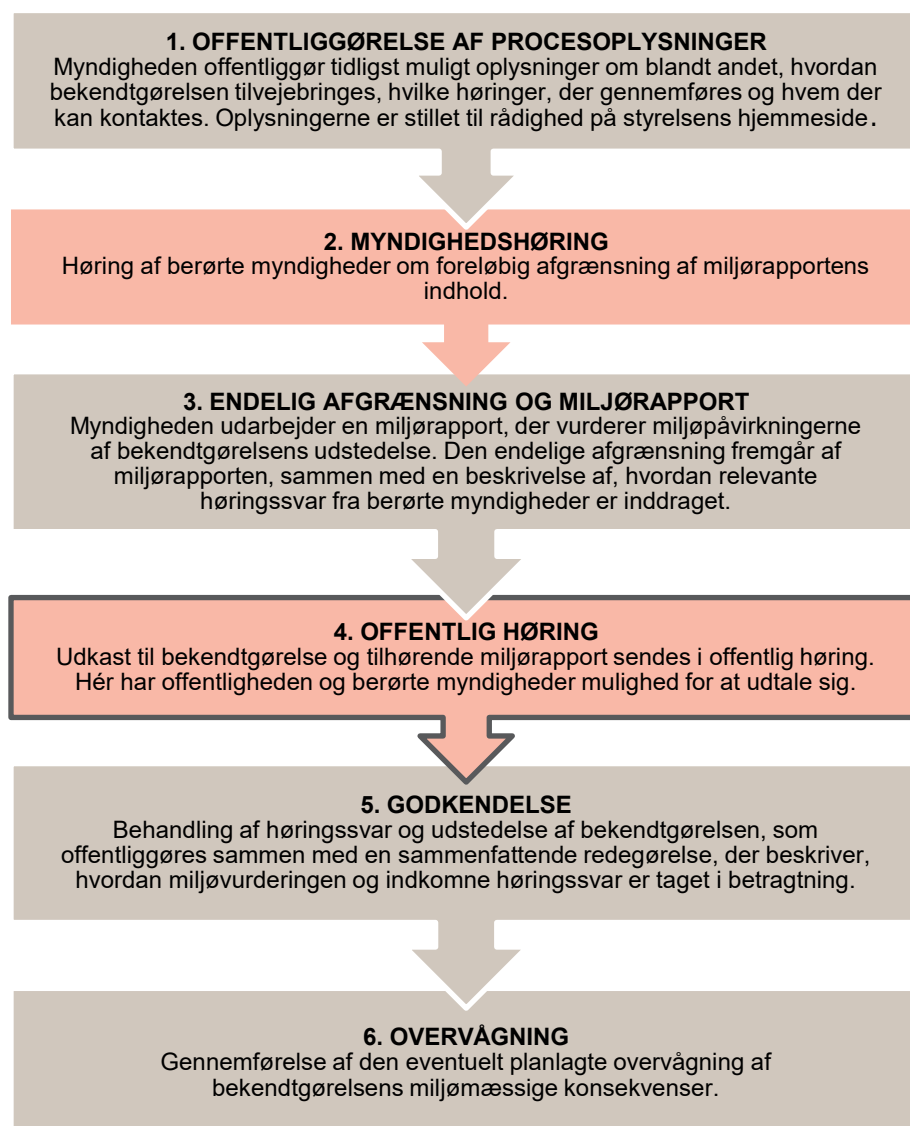 1. OFFENTLIGGØRELSE AF PROCESOPLYSNINGER
Myndigheden offentliggør tidligst muligt oplysninger om blandt andet, hvordan
bekendtgørelsen tilvejebringes, hvilke høringer, der gennemføres og hvem der
kan kontaktes. Oplysningerne er stillet til rådighed på styrelsens hjemmeside.
2. MYNDIGHEDSHØRING
Høring af berørte myndigheder om foreløbig afgrænsning af miljørapportens
indhold.
3. ENDELIG AFGRÆNSNING OG MILJØRAPPORT
Myndigheden udarbejder en miljørapport, der vurderer miljøpåvirkningerne
af bekendtgørelsens udstedelse. Den endelige afgrænsning fremgår af
miljørapporten, sammen med en beskrivelse af, hvordan relevante
høringssvar fra berørte myndigheder er inddraget.
4. OFFENTLIG HØRING
Udkast til bekendtgørelse og tilhørende miljørapport sendes i offentlig høring.
Hér har offentligheden og berørte myndigheder mulighed for at udtale sig.
5. GODKENDELSE
Behandling af høringssvar og udstedelse af bekendtgørelsen, som
offentliggøres sammen med en sammenfattende redegørelse, der beskriver,
hvordan miljøvurderingen og indkomne høringssvar er taget i betragtning.
6. OVERVÅGNING
Gennemførelse af den eventuelt planlagte overvågning af
bekendtgørelsens miljømæssige konsekvenser.